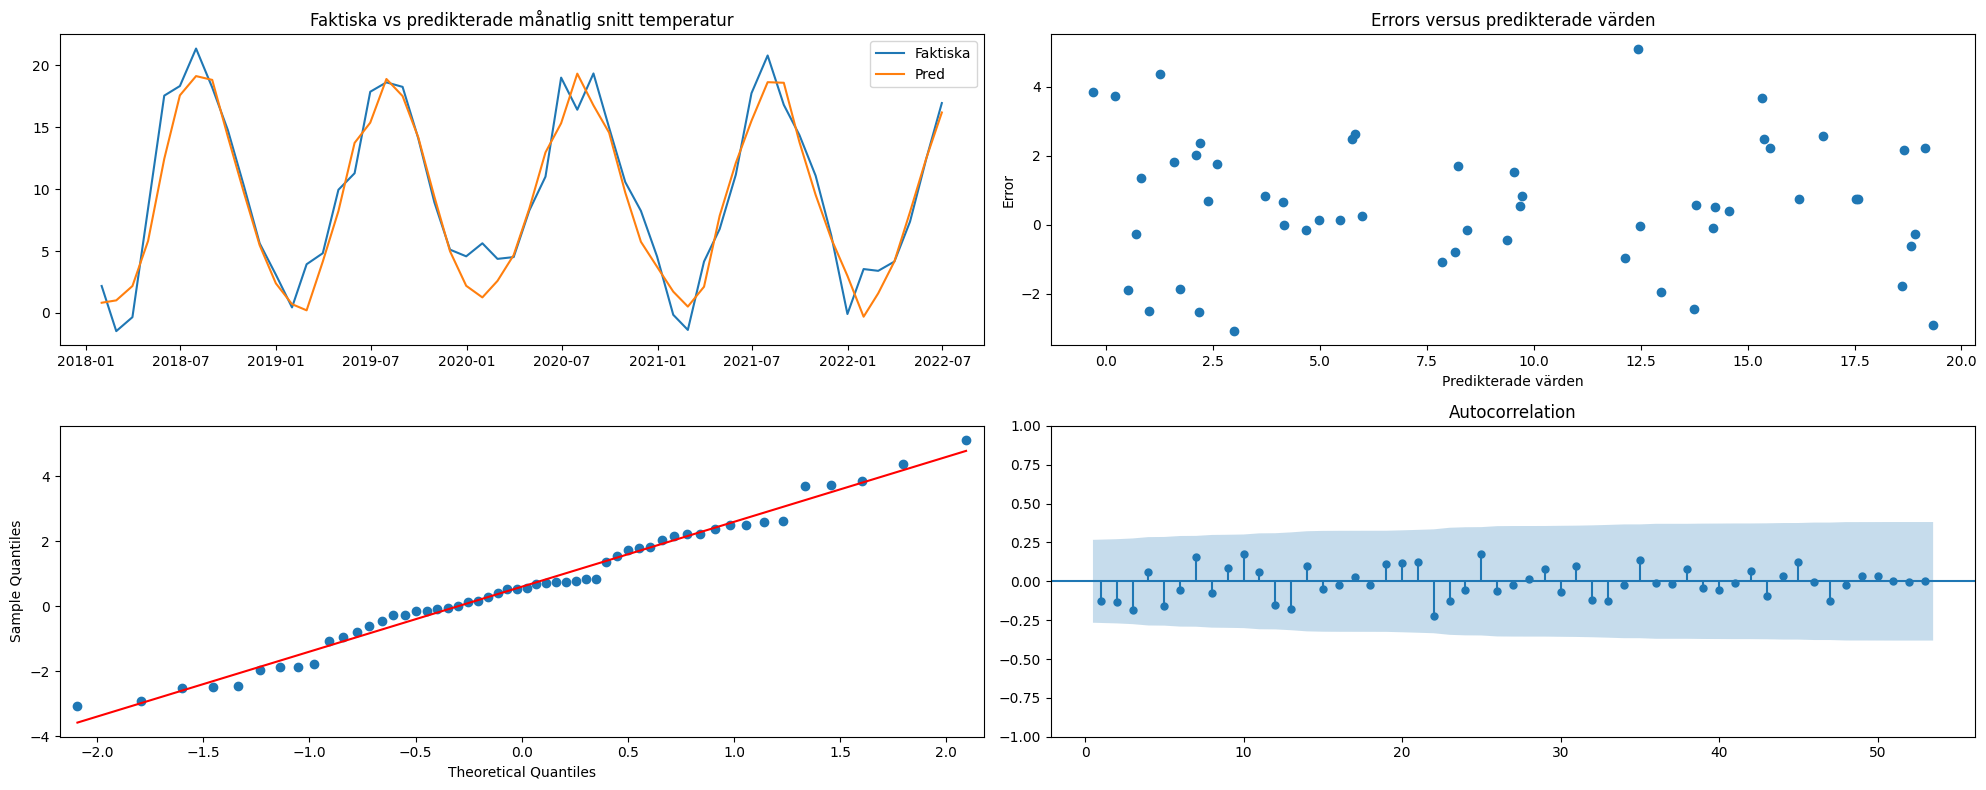 Faktiska vs predikterade månatlig snitt temperatur
Faktiska
Pred
20
15
10
5
0
2018-01 2018-07 2019-01 2019-07 2020-01 2020-07 2021-01 2021-07 2022-01 2022-07
Errors versus predikterade värden
Error
4
2
0
−2
0.0 2.5 5.0 7.5 10.0 12.5 15.0 17.5 20.0
Predikterade värden
Sample Quantiles
4
2
0
−2
−4
−2.0 −1.5 −1.0 −0.5 0.0 0.5 1.0 1.5 2.0
Theoretical Quantiles
Autocorrelation
1.00
0.75
0.50
0.25
0.00
−0.25
−0.50
−0.75
−1.00
0 10 20 30 40 50